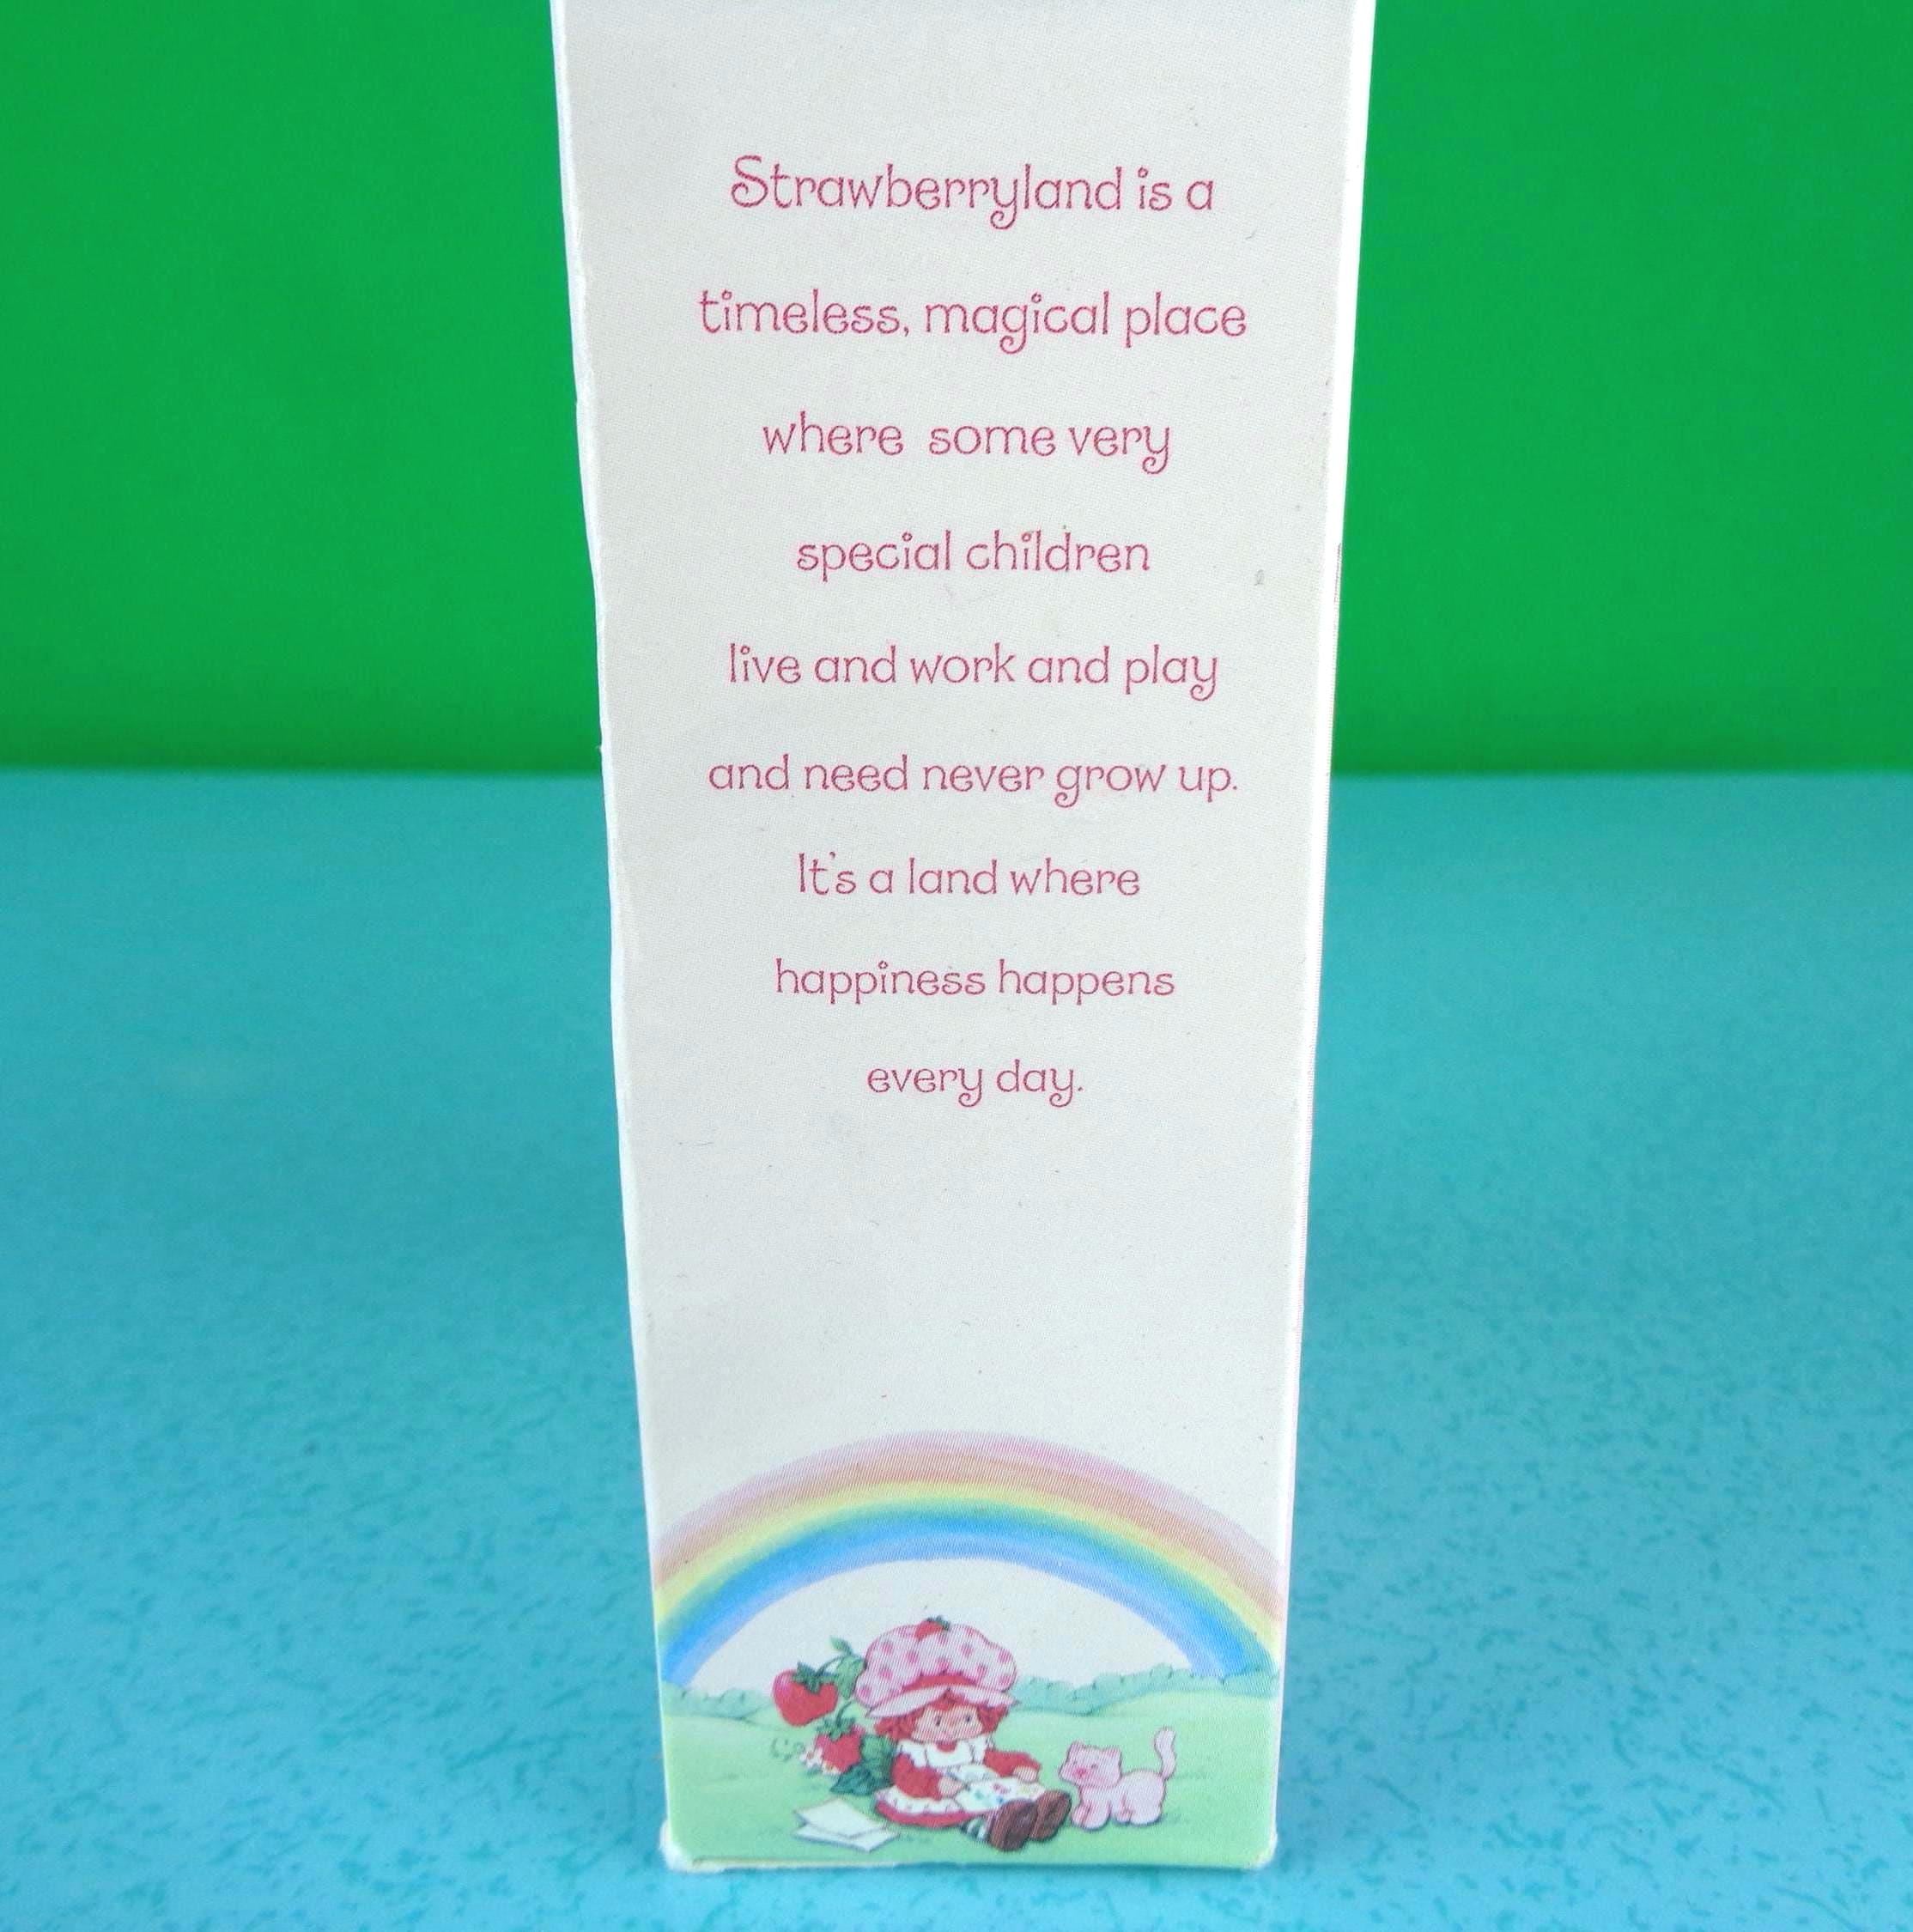 Strawberryland is a
timeless, magical place
where some very
special children
live and work and play
and need never grow up.
It's a land where
happiness happens
every day.